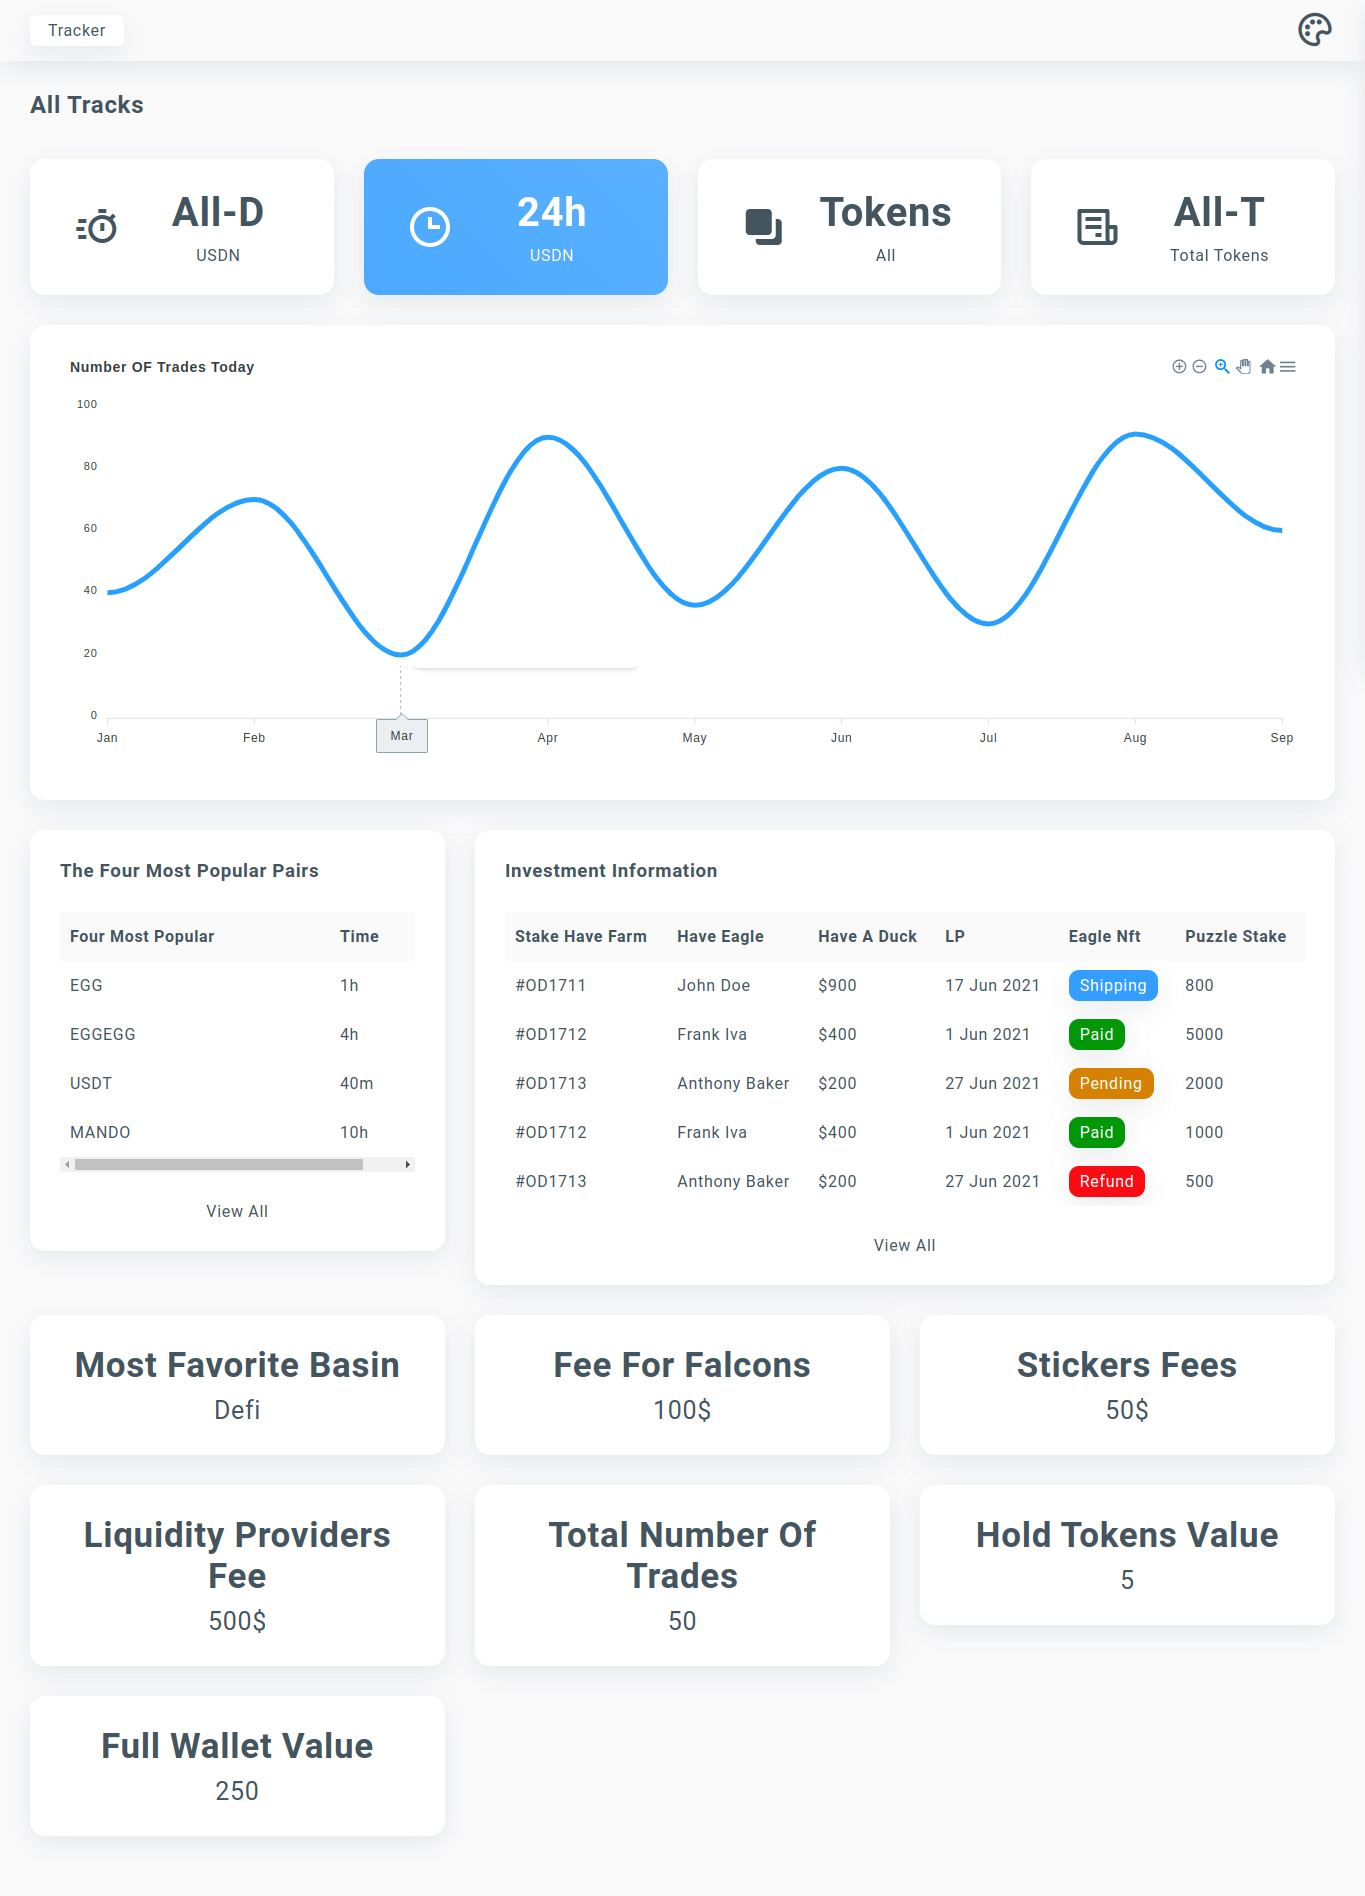 Tracker
All Tracks
All-D
USDN
24h
USDN
Tokens
All
All-T
Total Tokens
Number OF Trades Today
100
80
60
40
20
0
Jan Feb Mar Apr May Jun Jul Aug Sep
The Four Most Popular Pairs
Four Most Popular Time
EGG 1h
EGGEGG 4h
USDT 40m
MANDO 10h
View All
Investment Information
Stake Have Farm Have Eagle Have A Duck LP Eagle Nft Puzzle Stake
#OD1711 John Doe $900 17 Jun 2021 Shipping 800
#OD1712 Frank Iva $400 1 Jun 2021 Paid 5000
#OD1713 Anthony Baker $200 27 Jun 2021 Pending 2000
#OD1712 Frank Iva $400 1 Jun 2021 Paid 1000
#OD1713 Anthony Baker $200 27 Jun 2021 Refund 500
View All
Most Favorite Basin
Defi
Fee For Falcons
100$
Stickers Fees
50$
Liquidity Providers
Fee
500$
Total Number Of
Trades
50
Hold Tokens Value
5
Full Wallet Value
250